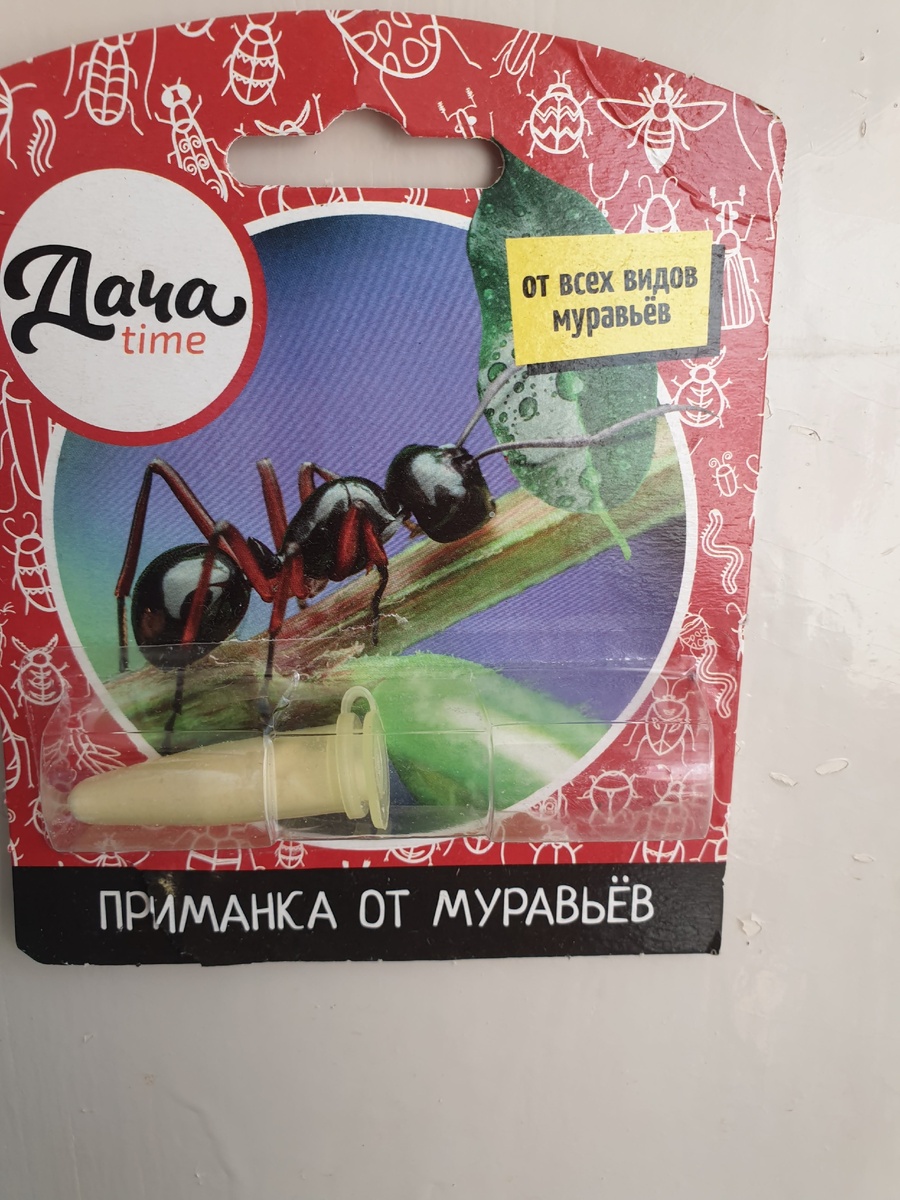 Дача
time
от всех видов
муравьёв
ПРИМАНКА ОТ МУРАВЬЁВ